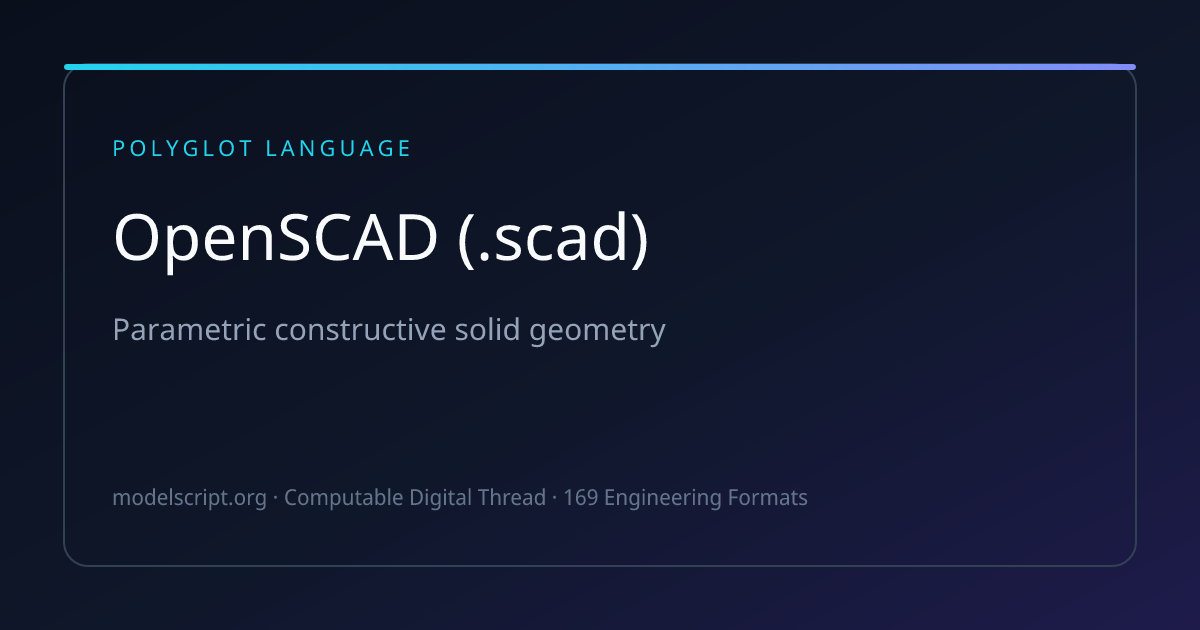 POLYGLOT LANGUAGE
OpenSCAD (.scad)
Parametric constructive solid geometry
modelscript.org · Computable Digital Thread · 169 Engineering Formats